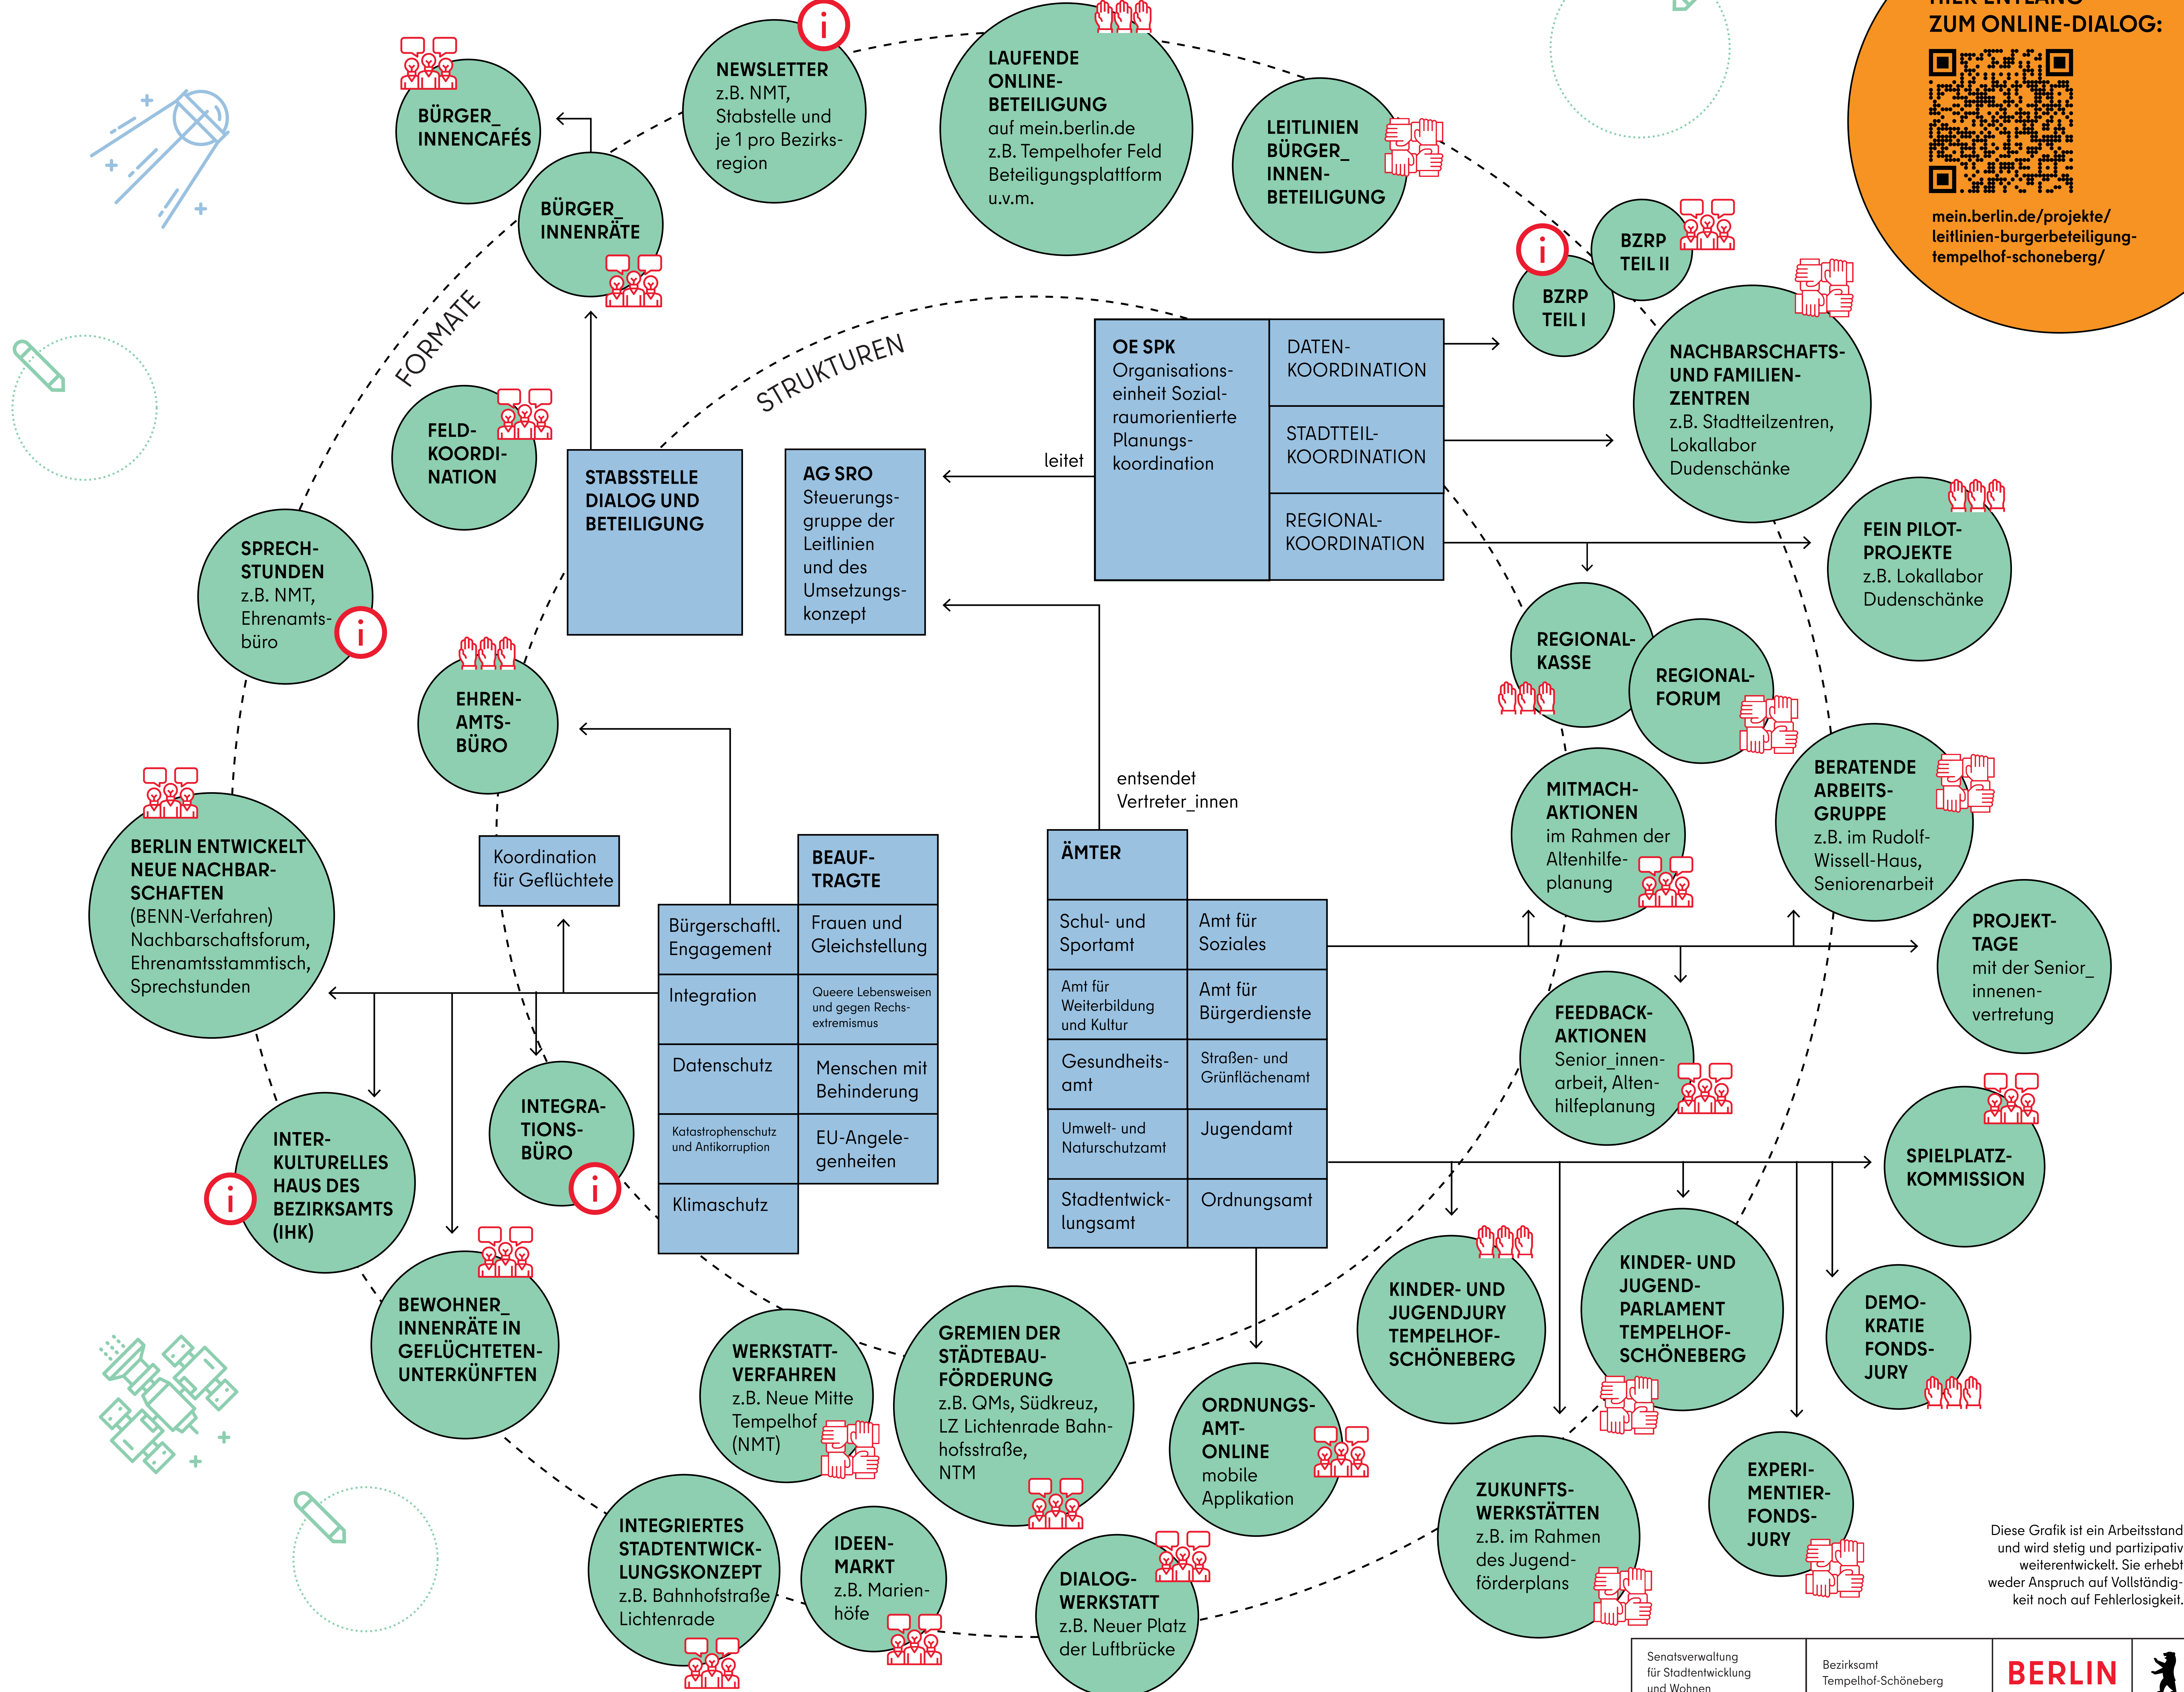 HIER ENTLANG
ZUM ONLINE-DIALOG:
mein.berlin.de/projekte/
leitlinien-burgerbeteiligung-
tempelhof-schoneberg/
BÜRGER_
INNENCAFÉS
NEWSLETTER
z.B. NMT,
Stabstelle und
je 1 pro Bezirks-
region
LAUFENDE
ONLINE-
BETEILIGUNG
auf mein.berlin.de
z.B. Tempelhofer Feld
Beteiligungsplattform
u.v.m.
LEITLINIEN
BÜRGER_
INNEN-
BETEILIGUNG
BÜRGER_
INNENRÄTE
BZRP
TEIL II
BZRP
TEIL I
FORMATE
STRUKTUREN
NACHBARSCHAFTS-
UND FAMILIEN-
ZENTREN
z.B. Stadtteilzentren,
Lokallabor
Dudenschänke
OE SPK
Organisations-
einheit Sozial-
raumorientierte
Planungs-
koordination
DATEN-
KOORDINATION
STADTTEIL-
KOORDINATION
REGIONAL-
KOORDINATION
FELD-
KOORDI-
NATION
STABSSTELLE
DIALOG UND
BETEILIGUNG
AG SRO
Steuerungs-
gruppe der
Leitlinien
und des
Umsetzungs-
konzept
leitet
FEIN PILOT-
PROJEKTE
z.B. Lokallabor
Dudenschänke
SPRECH-
STUNDEN
z.B. NMT,
Ehrenamts-
büro
REGIONAL-
KASSE
REGIONAL-
FORUM
EHREN-
AMTS-
BÜRO
entsendet
Vertreter_innen
MITMACH-
AKTIONEN
im Rahmen der
Altenhilfe-
planung
BERATENDE
ARBEITS-
GRUPPE
z.B. im Rudolf-
Wissell-Haus,
Seniorenarbeit
BERLIN ENTWICKELT
NEUE NACHBAR-
SCHAFTEN
(BENN-Verfahren)
Nachbarschaftsforum,
Ehrenamtsstammtisch,
Sprechstunden
Koordination
für Geflüchtete
BEAUF-
TRAGTE
Bürgerschaftl.
Engagement
Frauen und
Gleichstellung
Integration
Queere Lebensweisen
und gegen Rechs-
extremismus
Datenschutz
Menschen mit
Behinderung
Katastrophenschutz
und Antikorruption
EU-Angele-
genheiten
Klimaschutz
ÄMTER
Schul- und
Sportamt
Amt für
Soziales
Amt für
Weiterbildung
und Kultur
Amt für
Bürgerdienste
Gesundheits-
amt
Straßen- und
Grünflächenamt
Umwelt- und
Naturschutzamt
Jugendamt
Stadtentwick-
lungsamt
Ordnungsamt
PROJEKT-
TAGE
mit der Senior_
innenen-
vertretung
FEEDBACK-
AKTIONEN
Senior_innen-
arbeit, Alten-
hilfeplanung
INTEGRA-
TIONS-
BÜRO
INTER-
KULTURELLES
HAUS DES
BEZIRKSAMTS
(IHK)
SPIELPLATZ-
KOMMISSION
BEWOHNER_
INNENRÄTE IN
GEFLÜCHTETEN-
UNTERKÜNFTEN
WERKSTATT-
VERFAHREN
z.B. Neue Mitte
Tempelhof
(NMT)
GREMIEN DER
STÄDTEBAU-
FÖRDERUNG
z.B. QMs, Südkreuz,
LZ Lichtenrade Bahn-
hofsstraße,
NTM
ORDNUNGS-
AMT-
ONLINE
mobile
Applikation
KINDER- UND
JUGENDJURY
TEMPELHOF-
SCHÖNEBERG
KINDER- UND
JUGEND-
PARLAMENT
TEMPELHOF-
SCHÖNEBERG
DEMO-
KRATIE
FONDS-
JURY
ZUKUNFTS-
WERKSTÄTTEN
z.B. im Rahmen
des Jugend-
förderplans
EXPERI-
MENTIER-
FONDS-
JURY
INTEGRIERTES
STADTENTWICK-
LUNGSKONZEPT
z.B. Bahnhofstraße
Lichtenrade
IDEEN-
MARKT
z.B. Marien-
höfe
DIALOG-
WERKSTATT
z.B. Neuer Platz
der Luftbrücke
Diese Grafik ist ein Arbeitsstand
und wird stetig und partizipativ
weiterentwickelt. Sie erhebt
weder Anspruch auf Vollständig-
keit noch auf Fehlerlosigkeit.
Senatsverwaltung
für Stadtentwicklung
und Wohnen
Bezirksamt
Tempelhof-Schöneberg
BERLIN